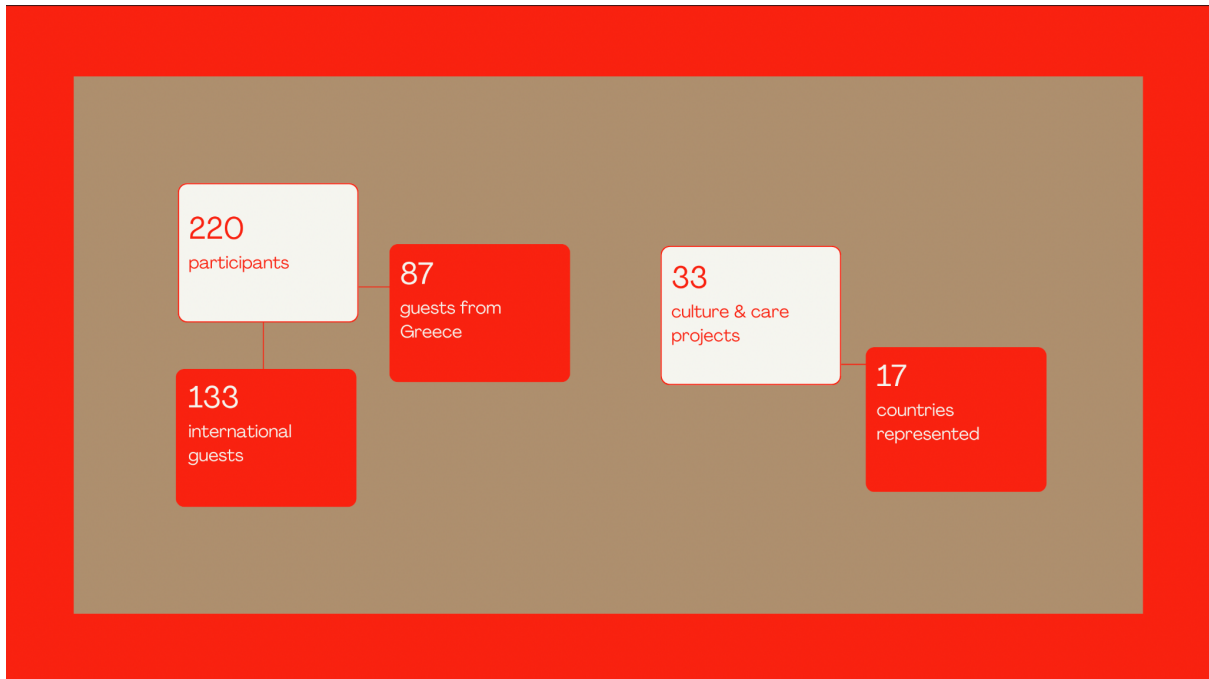 220
participants
87
guests from
Greece
133
international
guests
33
culture & care
projects
17
countries
represented